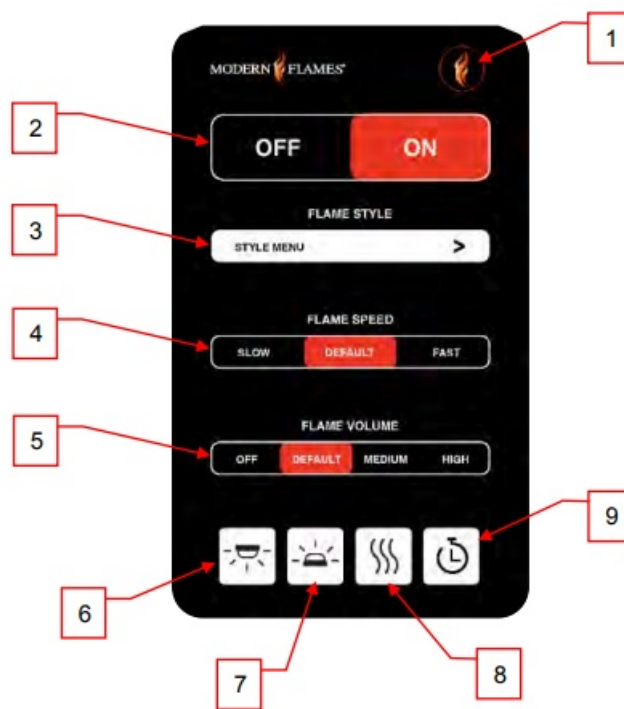 1
MODERN FLAMES®
2
OFF ON
FLAME STYLE
3
STYLE MENU >
FLAME SPEED
4
SLOW DEFAULT FAST
FLAME VOLUME
5
OFF DEFAULT MEDIUM HIGH
9
6
7
8